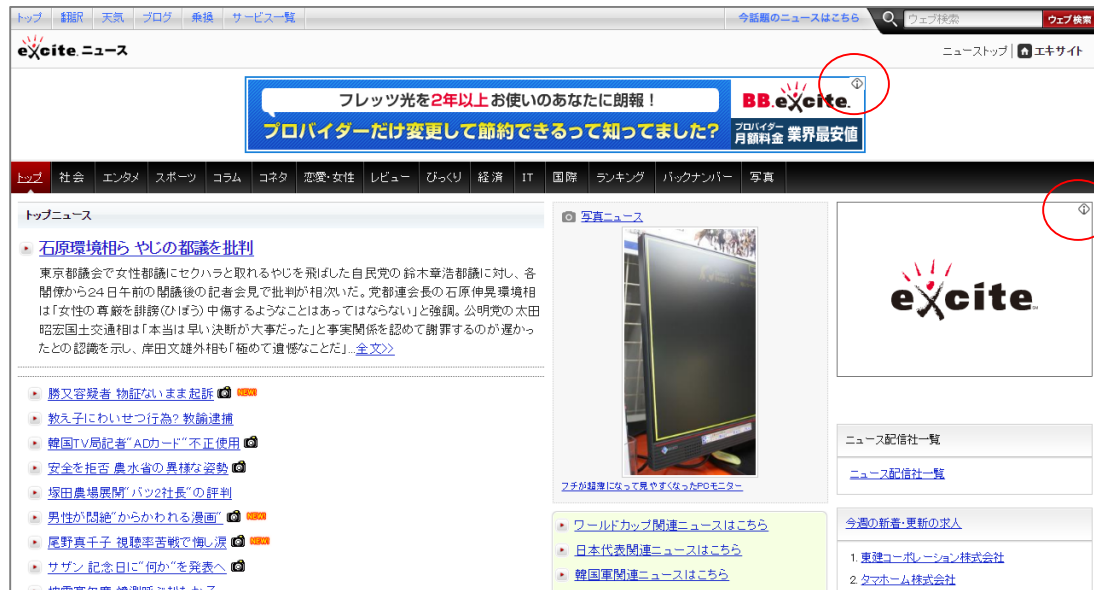 トップ 翻訳 天気 ブログ 乗換 サービス一覧
今話題のニュースはこちら
ウェブ検索
ウェブ検索
excite.ニュース
ニューストップ
エキサイト
フレッツ光を2年以上お使いのあなたに朗報！
プロバイダーだけ変更して節約できるって知ってました?
BB.excite.
プロバイダー
月額料金 業界最安値
トップ 社会 エンタメ スポーツ コラム コネタ 恋愛･女性 レビュー びっくり 経済 IT 国際 ランキング バックナンバー 写真
トップニュース
石原環境相ら やじの都議を批判
東京都議会で女性都議にセクハラと取れるやじを飛ばした自民党の鈴木章浩都議に対し、各
閣僚から24日午前の閣議後の記者会見で批判が相次いだ。党都連会長の石原伸晃環境相
は｢女性の尊厳を誹謗(ひぼう)中傷するようなことはあってはならない｣と強調。公明党の太田
昭宏国土交通相は｢本当は早い決断が大事だった｣と事実関係を認めて謝罪するのが遅かっ
たとの認識を示し、岸田文雄外相も｢極めて遺憾なことだ｣...全文>>
勝又容疑者 物証ないまま起訴 NEW!
教え子にわいせつ行為? 教諭逮捕
韓国TV局記者“ADカード”不正使用
安全を拒否 農水省の異様な姿勢
塚田農場展開“バツ2社長”の評判
男性が悶絶“からかわれる漫画” NEW!
尾野真千子 視聴率苦戦で悔し涙 NEW!
サザン 記念日に“何か”を発表へ
写真ニュース
フチが超薄になって見やすくなったPCモニター
ワールドカップ関連ニュースはこちら
日本代表関連ニュースはこちら
韓国軍関連ニュースはこちら
excite.
ニュース配信社一覧
ニュース配信社一覧
今週の新着･更新の求人
1. 東建コーポレーション株式会社
2. タマホーム株式会社